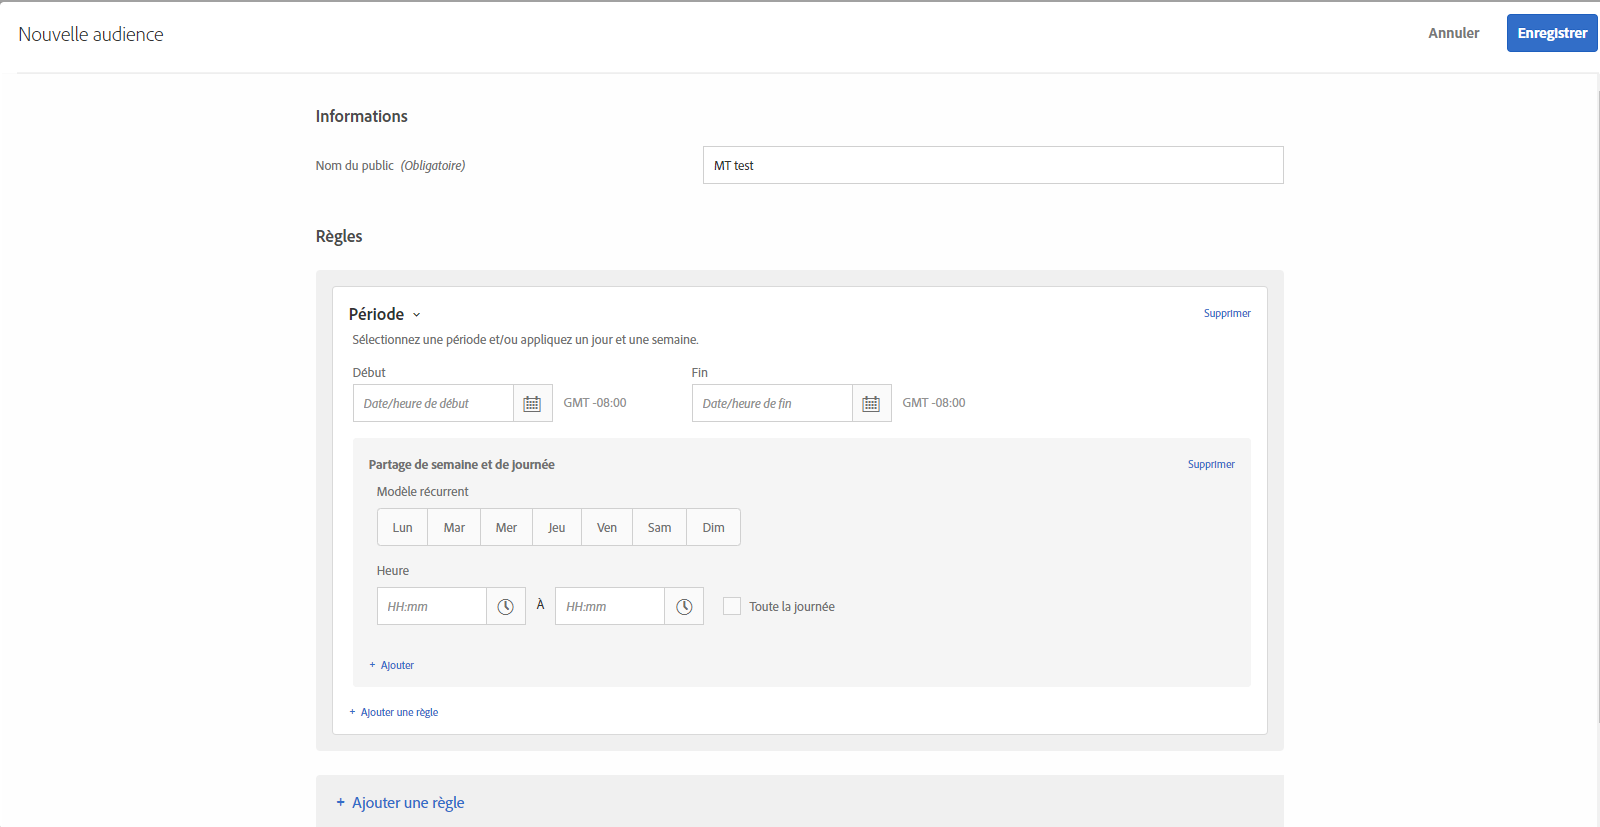 Nouvelle audience
Annuler
Enregistrer
Informations
Nom du public (Obligatoire)
MT test
Règles
Période
Supprimer
Sélectionnez une période et/ou appliquez un jour et une semaine.
Début
Fin
Date/heure de début
GMT -08:00
Date/heure de fin
GMT -08:00
Partage de semaine et de journée
Supprimer
Modèle récurrent
Lun Mar Mer Jeu Ven Sam Dim
Heure
HH:mm
À
HH:mm
Toute la journée
+ Ajouter
+ Ajouter une règle
+ Ajouter une règle